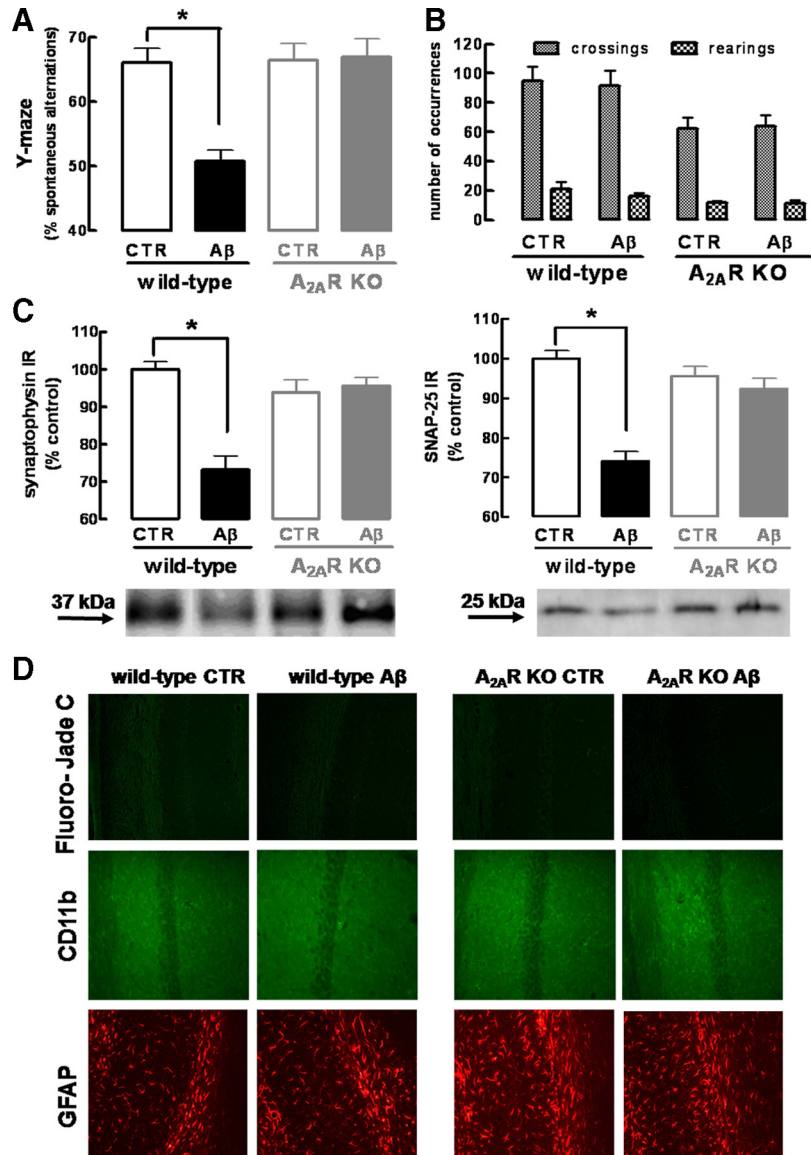 A
*
70
60
50
40
Y-maze
(% spontaneous alternations)
CTR Aβ CTR Aβ
wild-type A2AR KO
B
crossings rearings
120
100
80
60
40
20
0
number of occurrences
CTR Aβ CTR Aβ
wild-type A2AR KO
C
*
110
100
90
80
70
60
synaptophysin IR
(% control)
CTR Aβ CTR Aβ
wild-type A2AR KO
37 kDa
*
110
100
90
80
70
60
SNAP-25 IR
(% control)
CTR Aβ CTR Aβ
wild-type A2AR KO
25 kDa
D
wild-type CTR wild-type Aβ A2AR KO CTR A2AR KO Aβ
Fluoro-Jade C
CD11b
GFAP